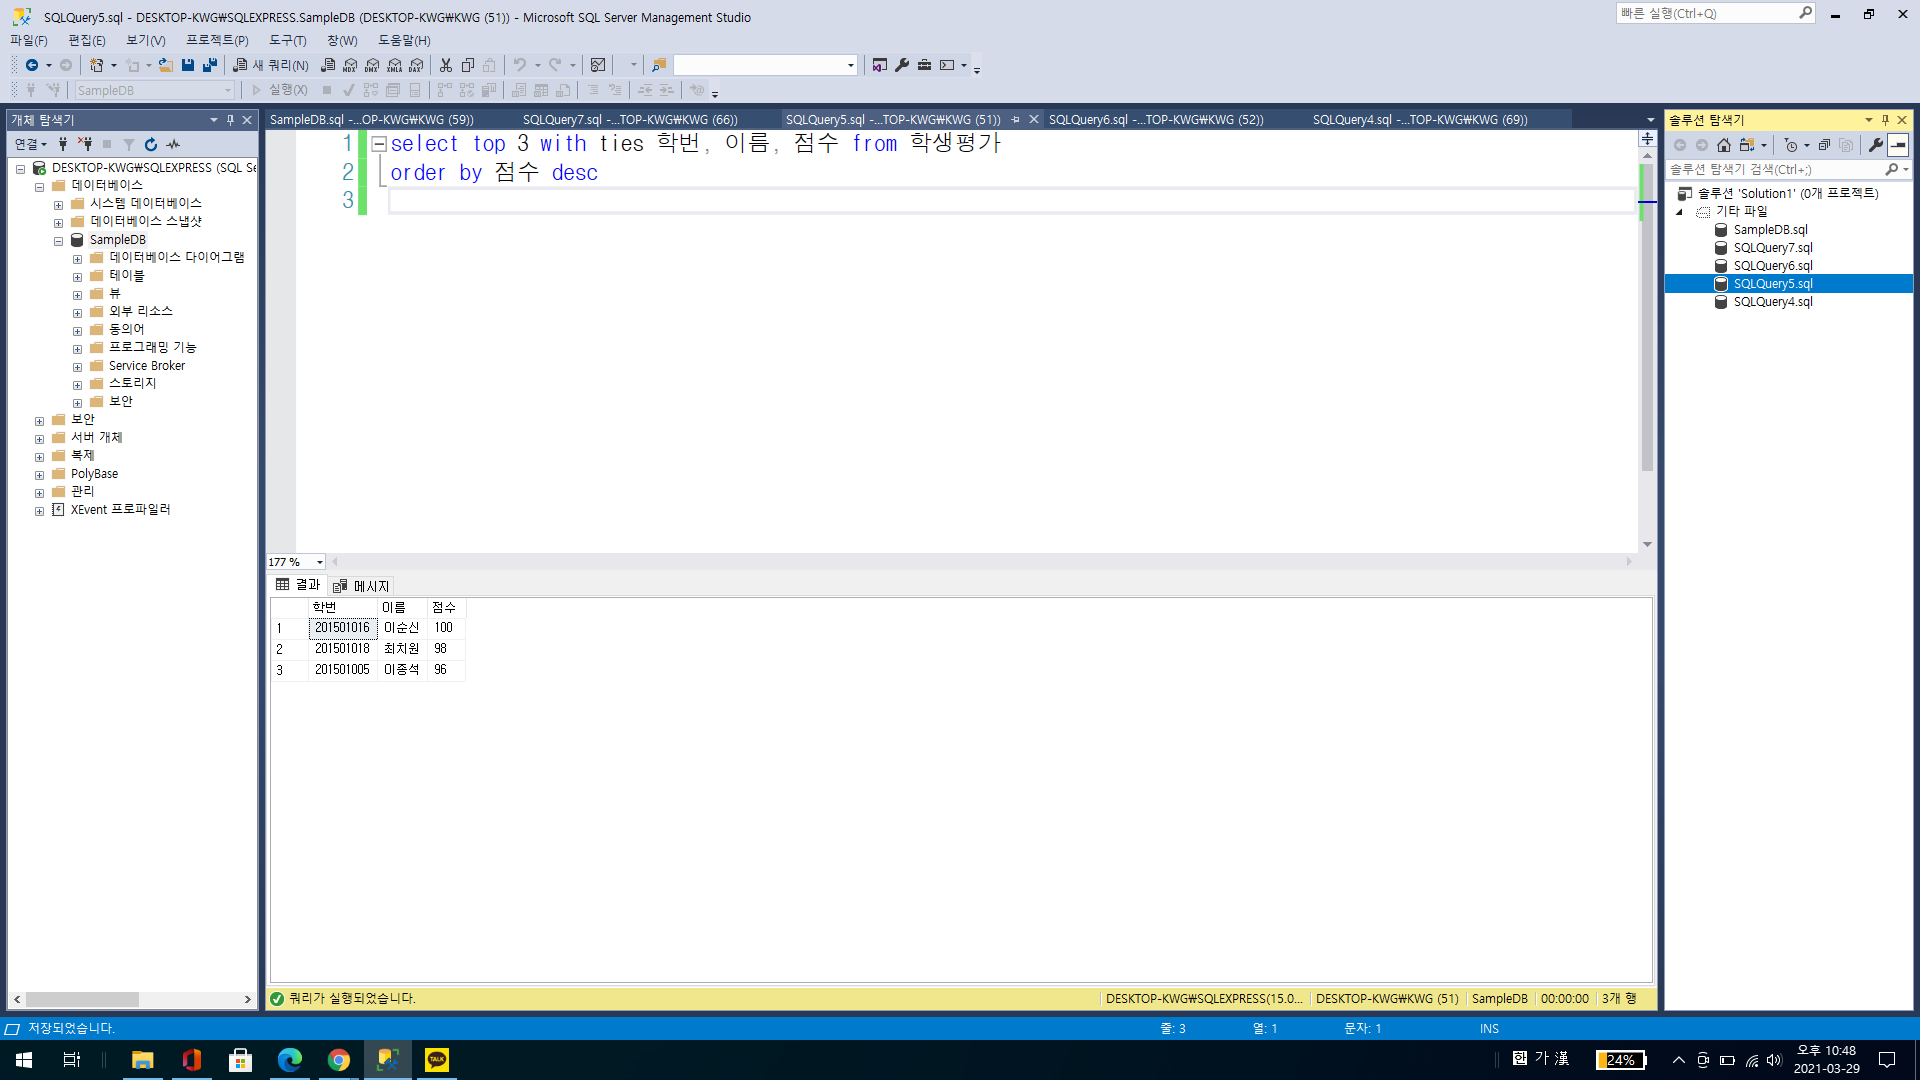 SQLQuery5.sql - DESKTOP-KWG₩SQLEXPRESS.SampleDB (DESKTOP-KWG₩KWG (51)) - Microsoft SQL Server Management Studio
빠른 실행(Ctrl+Q)
파일(F) 편집(E) 보기(V) 프로젝트(P) 도구(T) 창(W) 도움말(H)
새 쿼리(N)
MDX DMX XMLA DAX
SampleDB
실행(X)
개체 탐색기
연결
DESKTOP-KWG₩SQLEXPRESS (SQL Se
데이터베이스
시스템 데이터베이스
데이터베이스 스냅샷
SampleDB
데이터베이스 다이어그램
테이블
뷰
외부 리소스
동의어
프로그래밍 기능
Service Broker
스토리지
보안
보안
서버 개체
복제
PolyBase
관리
XEvent 프로파일러
SampleDB.sql -...OP-KWG₩KWG (59))
SQLQuery7.sql -...TOP-KWG₩KWG (66))
SQLQuery5.sql -...TOP-KWG₩KWG (51))
SQLQuery6.sql -...TOP-KWG₩KWG (52))
SQLQuery4.sql -...TOP-KWG₩KWG (69))
1 select top 3 with ties 학번, 이름, 점수 from 학생평가
2 order by 점수 desc
3
177 %
결과 메시지
학번 이름 점수
1 201501016 이순신 100
2 201501018 최치원 98
3 201501005 이종석 96
쿼리가 실행되었습니다.
DESKTOP-KWG₩SQLEXPRESS(15.0... DESKTOP-KWG₩KWG (51) SampleDB 00:00:00 3개 행
솔루션 탐색기
솔루션 탐색기 검색(Ctrl+;)
솔루션 'Solution1' (0개 프로젝트)
기타 파일
SampleDB.sql
SQLQuery7.sql
SQLQuery6.sql
SQLQuery5.sql
SQLQuery4.sql
저장되었습니다.
줄: 3 열: 1 문자: 1 INS
TALK
한 가 漢
24%
오후 10:48
2021-03-29